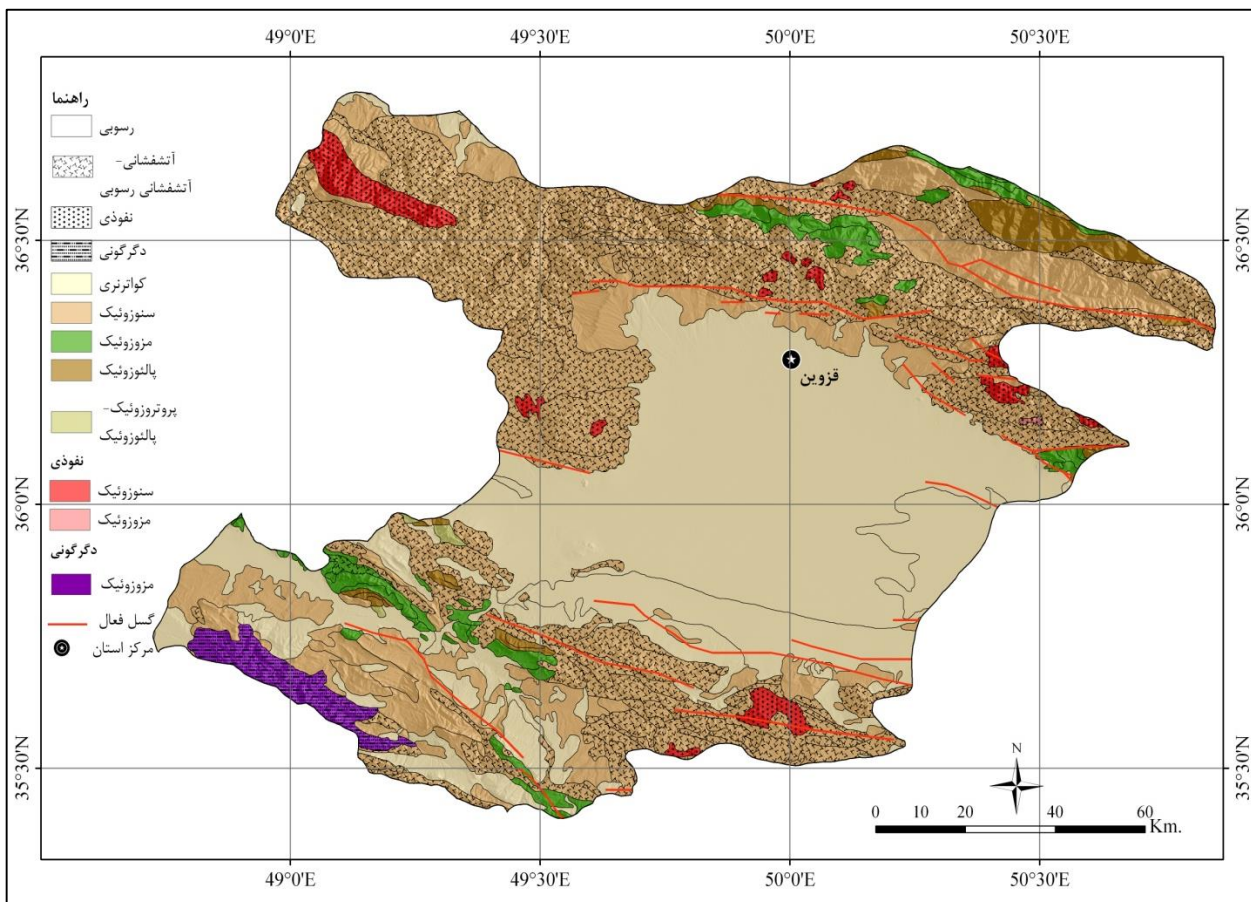 49°0'E 49°30'E 50°0'E 50°30'E
راهنما
رسوبی
آتشفشانی-
آتشفشانی رسوبی
نفوذی
دگرگونی
کواترنری
سنوزوئیک
مزوزوئیک
پالئوزوئیک
پروتروزوئیک-
پالئوزوئیک
نفوذی
سنوزوئیک
مزوزوئیک
دگرگونی
مزوزوئیک
گسل فعال
مرکز استان
قزوین
36°30'N 36°30'N
36°0'N 36°0'N
35°30'N 35°30'N
N
0 10 20 40 60
Km.
49°0'E 49°30'E 50°0'E 50°30'E